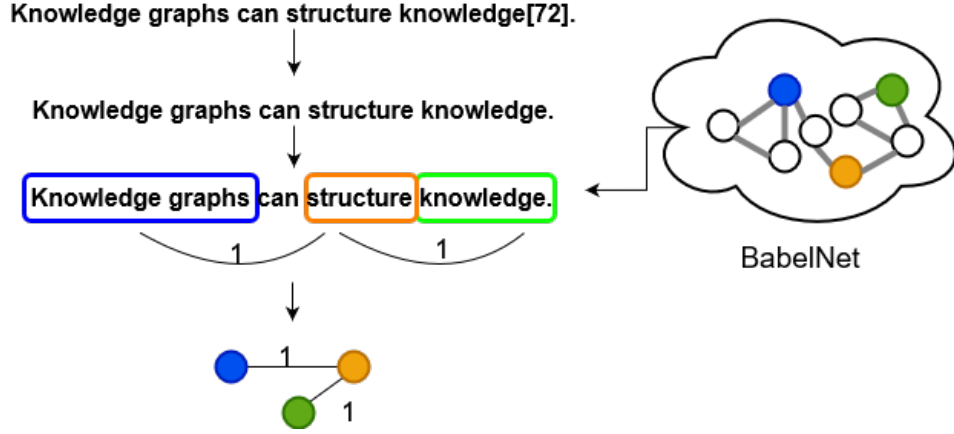 Knowledge graphs can structure knowledge[72].
Knowledge graphs can structure knowledge.
Knowledge graphs can structure knowledge.
1
1
BabelNet
1
1